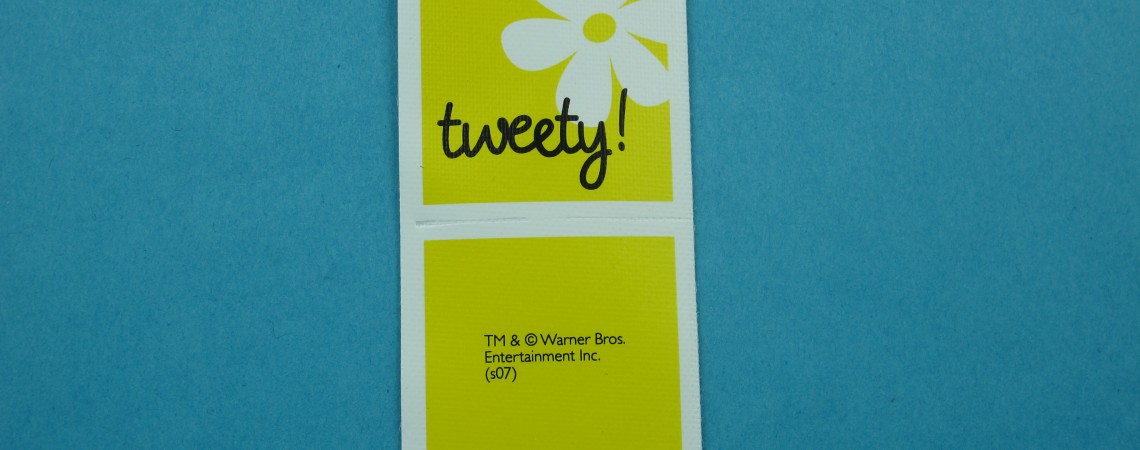 tweety!
TM & © Warner Bros.
Entertainment Inc.
(s07)